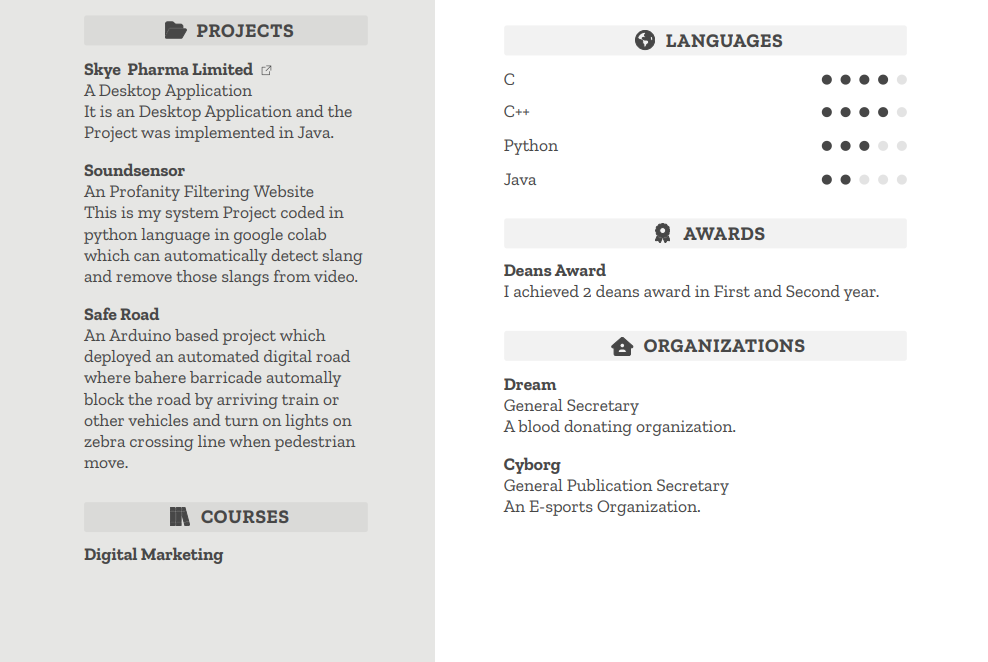 PROJECTS
Skye Pharma Limited
A Desktop Application
It is an Desktop Application and the
Project was implemented in Java.
Soundsensor
An Profanity Filtering Website
This is my system Project coded in
python language in google colab
which can automatically detect slang
and remove those slangs from video.
Safe Road
An Arduino based project which
deployed an automated digital road
where bahere barricade automally
block the road by arriving train or
other vehicles and turn on lights on
zebra crossing line when pedestrian
move.
COURSES
Digital Marketing
LANGUAGES
C
C++
Python
Java
AWARDS
Deans Award
I achieved 2 deans award in First and Second year.
ORGANIZATIONS
Dream
General Secretary
A blood donating organization.
Cyborg
General Publication Secretary
An E-sports Organization.